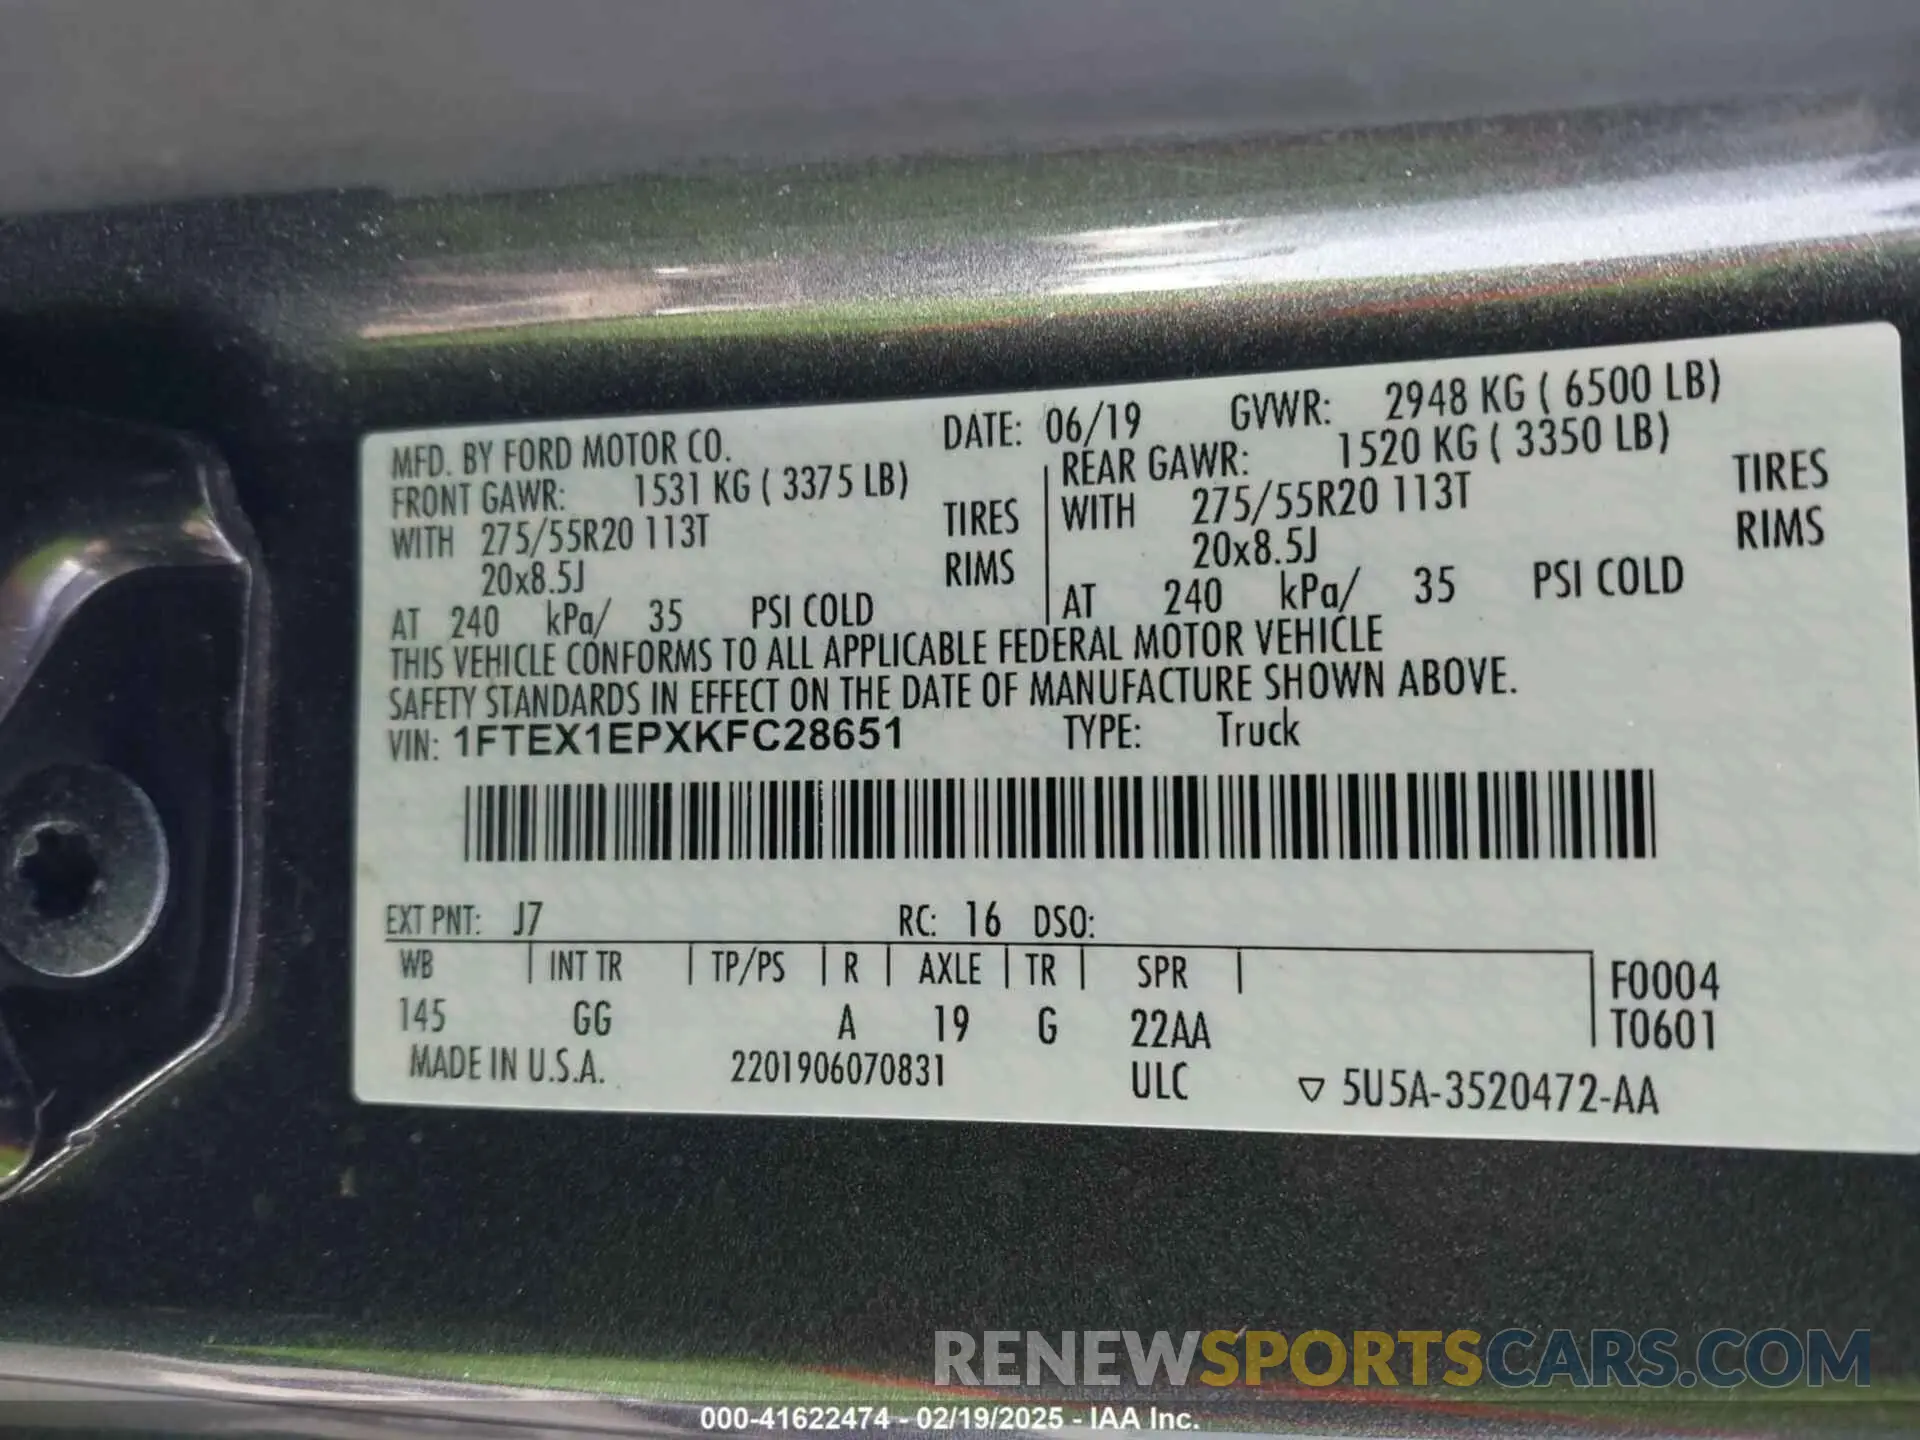 MFD. BY FORD MOTOR CO. DATE: 06/19 GVWR: 2948 KG ( 6500 LB)
FRONT GAWR: 1531 KG ( 3375 LB) REAR GAWR: 1520 KG ( 3350 LB)
WITH 275/55R20 113T TIRES WITH 275/55R20 113T TIRES
20x8.5J RIMS 20x8.5J RIMS
AT 240 kPa/ 35 PSI COLD AT 240 kPa/ 35 PSI COLD
THIS VEHICLE CONFORMS TO ALL APPLICABLE FEDERAL MOTOR VEHICLE
SAFETY STANDARDS IN EFFECT ON THE DATE OF MANUFACTURE SHOWN ABOVE.
VIN: 1FTEX1EPXKFC28651 TYPE: Truck
EXT PNT: J7 RC: 16 DSO:
WB INT TR TP/PS R AXLE TR SPR F0004
145 GG A 19 G 22AA T0601
MADE IN U.S.A. 2201906070831 ULC ▽ 5U5A-3520472-AA
RENEWSPORTSCARS.COM
000-41622474 - 02/19/2025 - IAA Inc.